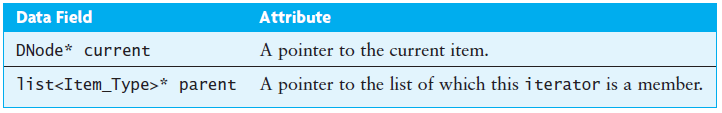 Data Field Attribute
DNode* current A pointer to the current item.
list<Item_Type>* parent A pointer to the list of which this iterator is a member.